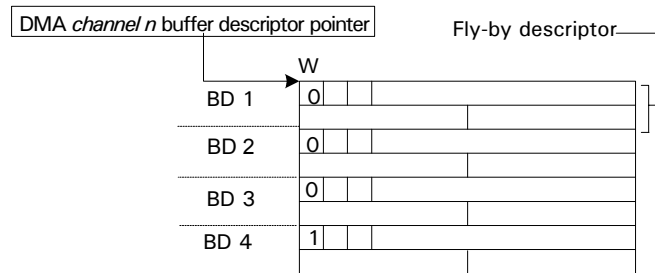 DMA channel n buffer descriptor pointer
Fly-by descriptor
W
BD 1 0
BD 2 0
BD 3 0
BD 4 1